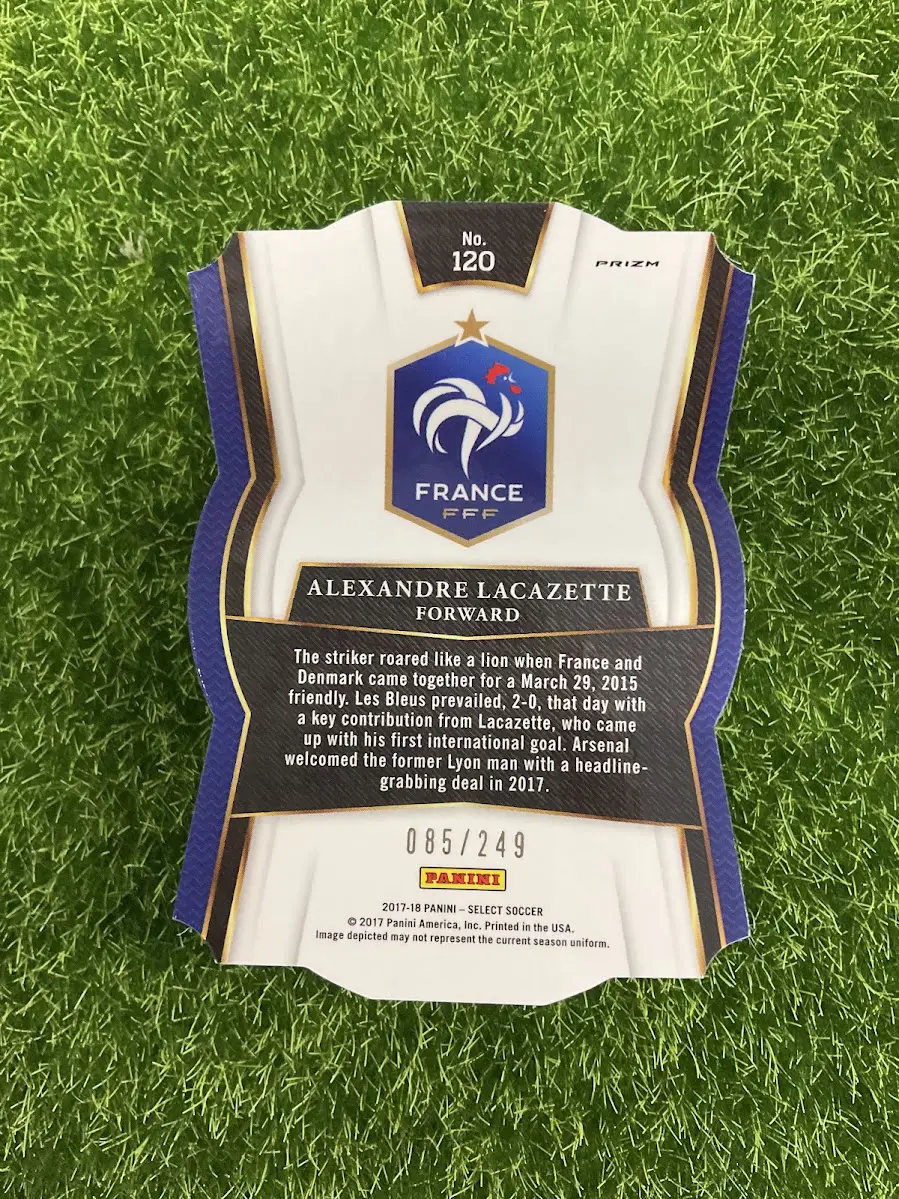 No.
120
PRIZM
FRANCE
FFF
ALEXANDRE LACAZETTE
FORWARD
The striker roared like a lion when France and
Denmark came together for a March 29, 2015
friendly. Les Bleus prevailed, 2-0, that day with
a key contribution from Lacazette, who came
up with his first international goal. Arsenal
welcomed the former Lyon man with a headline-
grabbing deal in 2017.
085/249
PANINI
2017-18 PANINI – SELECT SOCCER
© 2017 Panini America, Inc. Printed in the USA.
Image depicted may not represent the current season uniform.